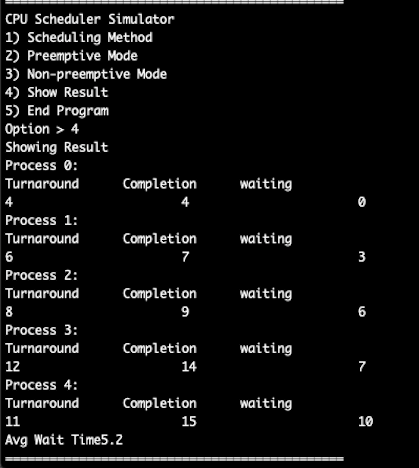 CPU Scheduler Simulator
1) Scheduling Method
2) Preemptive Mode
3) Non-preemptive Mode
4) Show Result
5) End Program
Option > 4
Showing Result
Process 0:
Turnaround Completion waiting
4 4 0
Process 1:
Turnaround Completion waiting
6 7 3
Process 2:
Turnaround Completion waiting
8 9 6
Process 3:
Turnaround Completion waiting
12 14 7
Process 4:
Turnaround Completion waiting
11 15 10
Avg Wait Time5.2